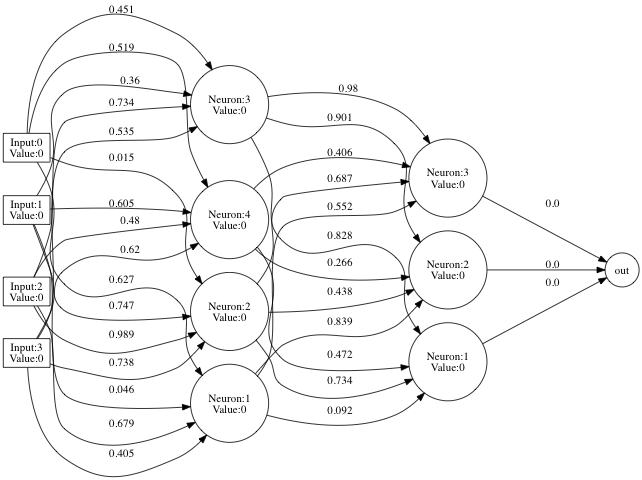 0.451
0.519
0.36
0.734
0.535
0.015
0.605
0.48
0.62
0.627
0.747
0.989
0.738
0.046
0.679
0.405
Input:0
Value:0
Input:1
Value:0
Input:2
Value:0
Input:3
Value:0
Neuron:3
Value:0
Neuron:4
Value:0
Neuron:2
Value:0
Neuron:1
Value:0
0.98
0.901
0.406
0.687
0.552
0.828
0.266
0.438
0.839
0.472
0.734
0.092
Neuron:3
Value:0
Neuron:2
Value:0
Neuron:1
Value:0
0.0
0.0
0.0
out